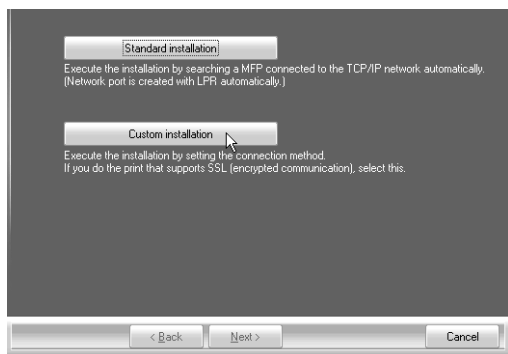 Standard installation
Execute the installation by searching a MFP connected to the TCP/IP network automatically.
(Network port is created with LPR automatically.)
Custom installation
Execute the installation by setting the connection method.
If you do the print that supports SSL (encrypted communication), select this.
< Back Next > Cancel